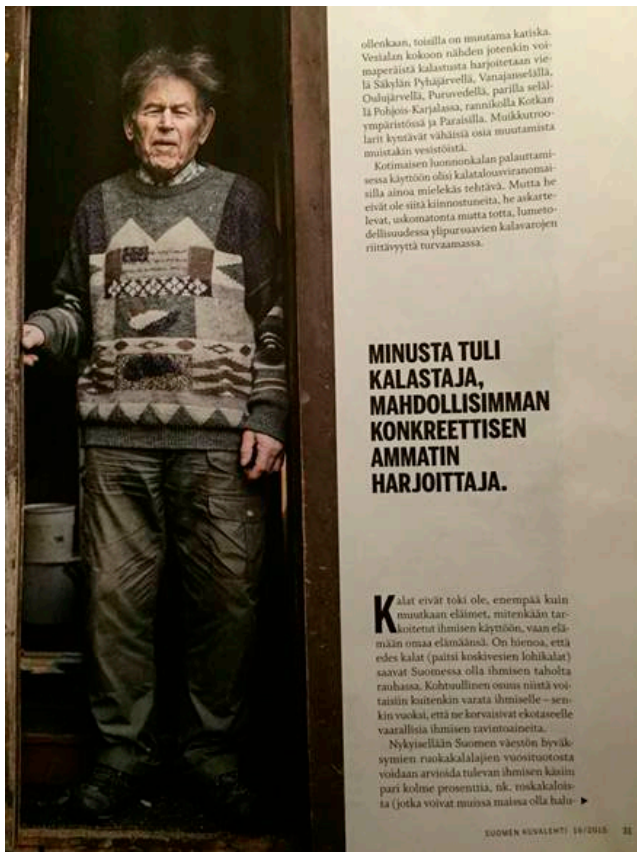 ollenkaan, toisilla on muutama katiska.
Vesialan kokoon nähden jotenkin voi-
maperäistä kalastusta harjoitetaan vie-
lä Säkylän Pyhäjärvellä, Vanajanselällä,
Oulujärvellä, Puruvedellä, parilla seläl-
lä Pohjois-Karjalassa, rannikolla Kotkan
ympäristössä ja Paraisilla. Muikkutroo-
larit kyntävät vähäisiä osia muutamista
muistakin vesistöistä.
Kotimaisen luonnonkalan palauttami-
sessa käyttöön olisi kalatalousviranomai-
silla ainoa mielekäs tehtävä. Mutta he
eivät ole siitä kiinnostuneita, he askarte-
levat, uskomatonta mutta totta, lumeto-
dellisuudessa ylipursuavien kalavarojen
riittävyyttä turvaamassa.
MINUSTA TULI
KALASTAJA,
MAHDOLLISIMMAN
KONKREETTISEN
AMMATIN
HARJOITTAJA.
Kalat eivät toki ole, enempää kuin
muutkaan eläimet, mitenkään tar-
koitetut ihmisen käyttöön, vaan elä-
mään omaa elämäänsä. On hienoa, että
edes kalat (paitsi koskivesien lohikalat)
saavat Suomessa olla ihmisen taholta
rauhassa. Kohtuullinen osuus niistä voi-
taisiin kuitenkin varata ihmiselle – sen-
kin vuoksi, että ne korvaisivat ekotaseelle
vaarallisia ihmisen ravintoaineita.
Nykyisellään Suomen väestön hyväk-
symien ruokakalalajien vuosituotosta
voidaan arvioida tulevan ihmisen käsiin
pari kolme prosenttia, nk. roskakalois-
ta (jotka voivat muissa maissa olla halu- ▶
SUOMEN KUVALEHTI 16/2015 31